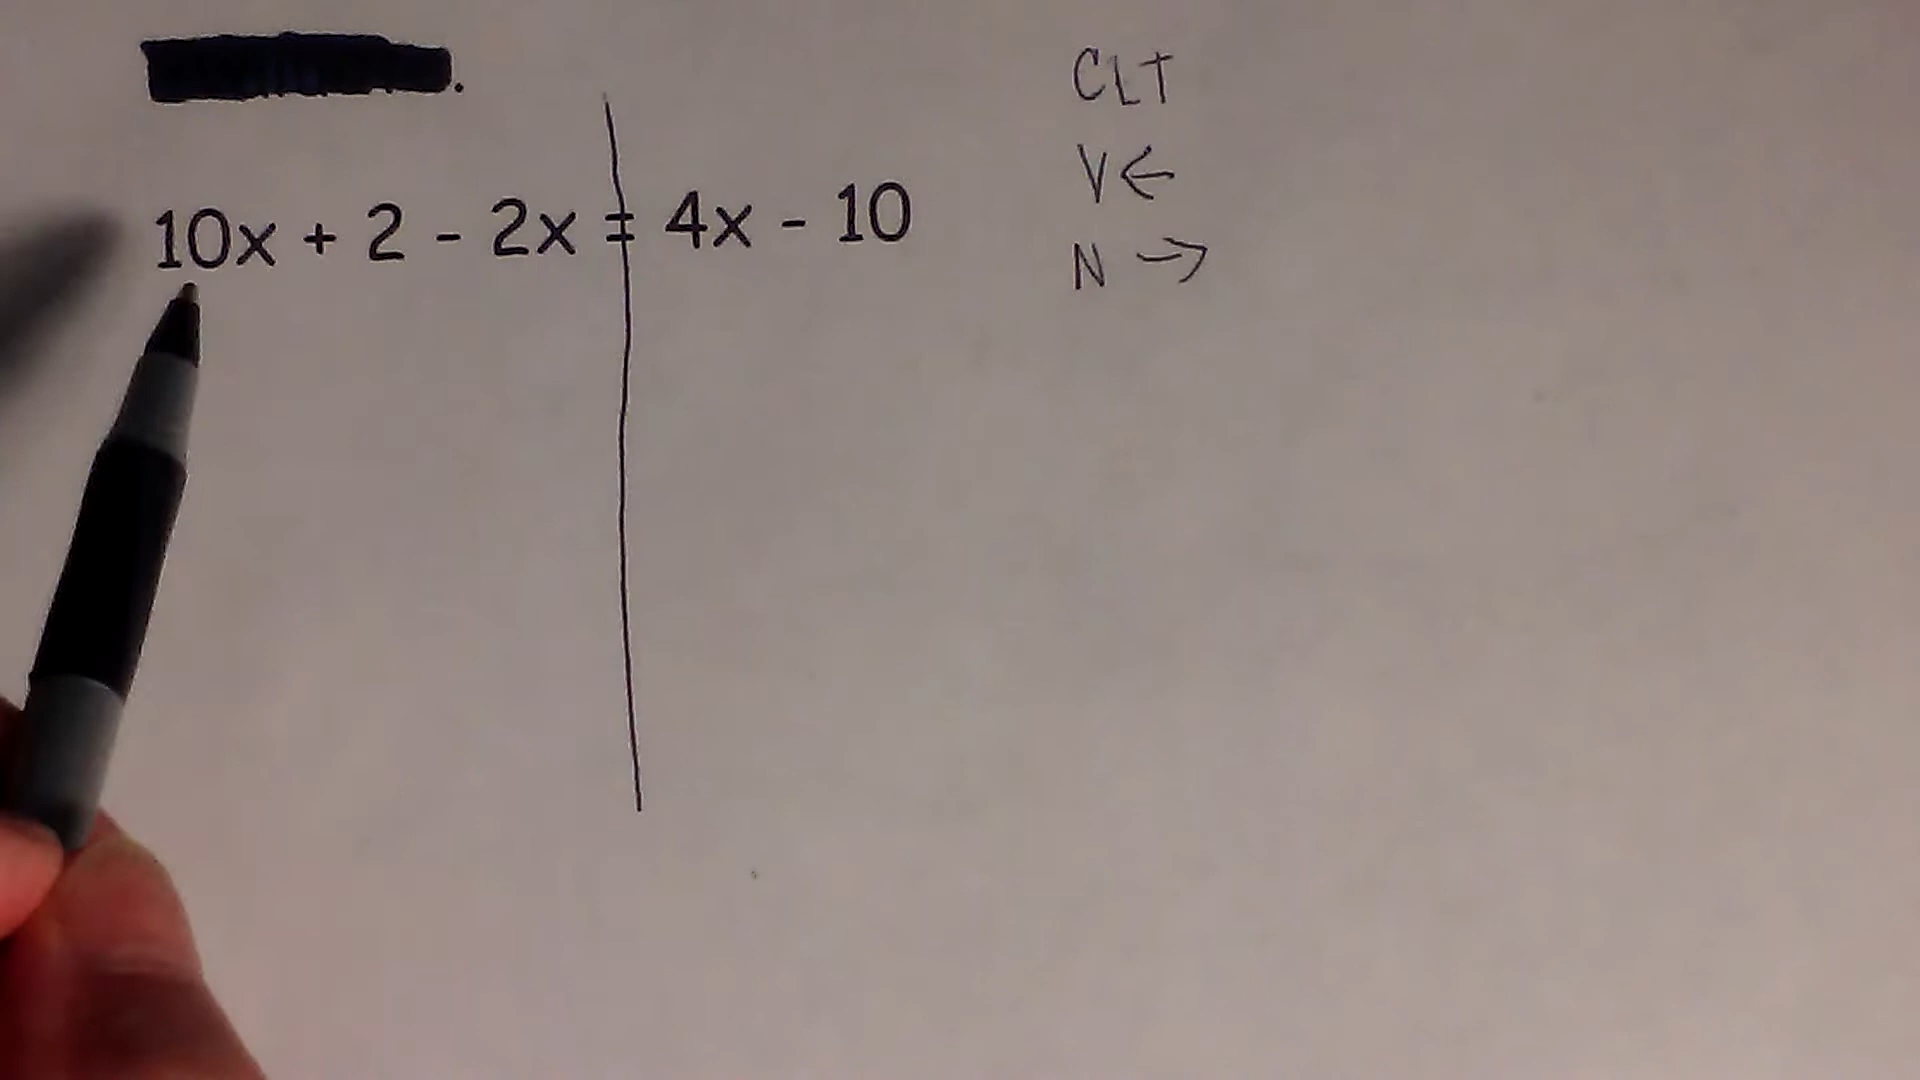 10x + 2 - 2x = 4x - 10
CLT
V ←
N →